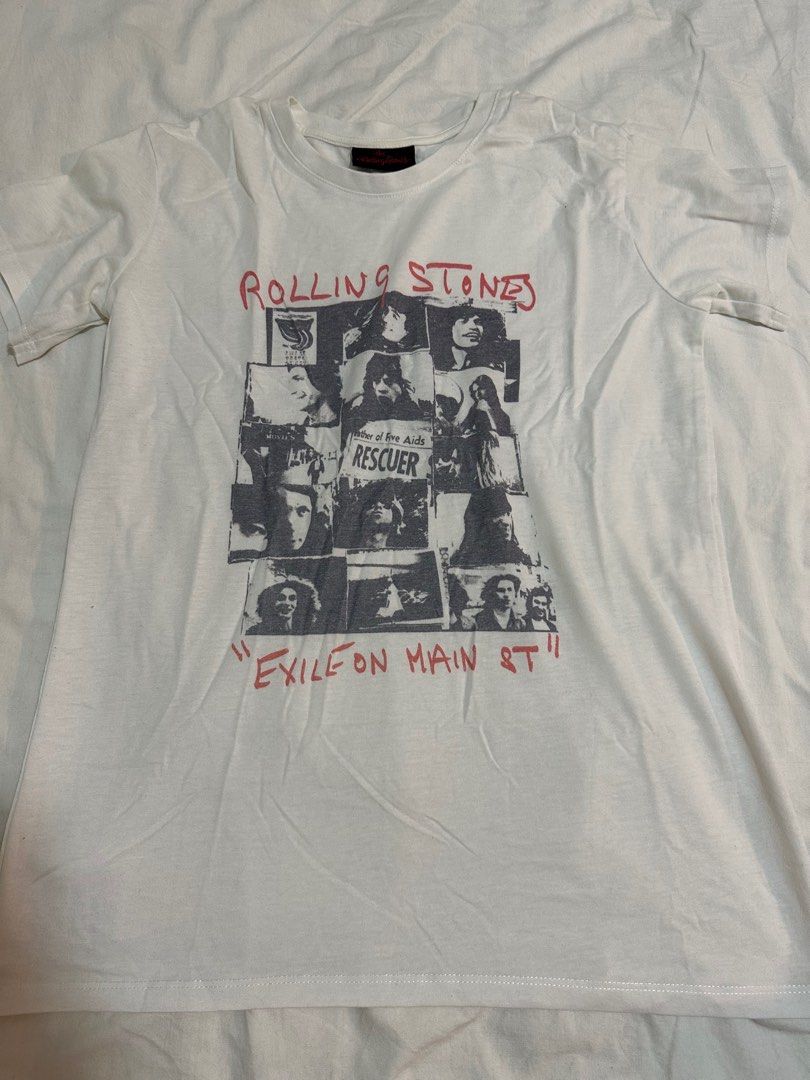 ROLLING STONES
Mother of Five Aids
RESCUER
"EXILE ON MAIN ST"